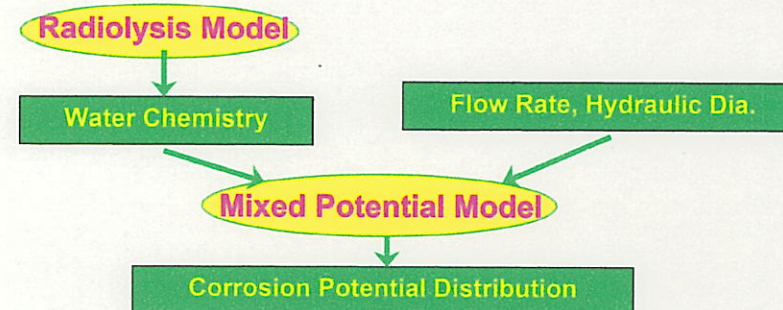 Radiolysis Model
Water Chemistry
Flow Rate, Hydraulic Dia.
Mixed Potential Model
Corrosion Potential Distribution